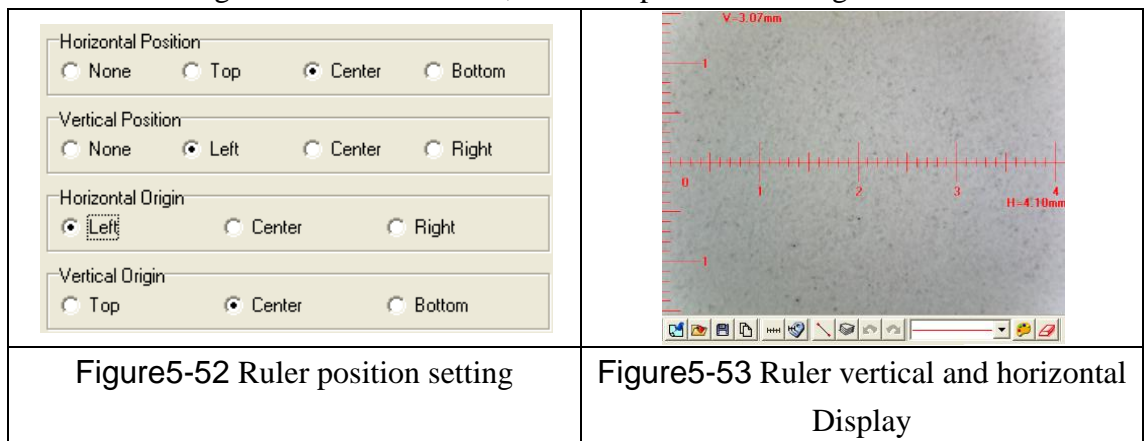 Horizontal Position
None Top Center Bottom
Vertical Position
None Left Center Right
Horizontal Origin
Left Center Right
Vertical Origin
Top Center Bottom
V=3.07mm
1
0 1 2 3 4
H=4.10mm
1
Figure5-52 Ruler position setting
Figure5-53 Ruler vertical and horizontal
Display